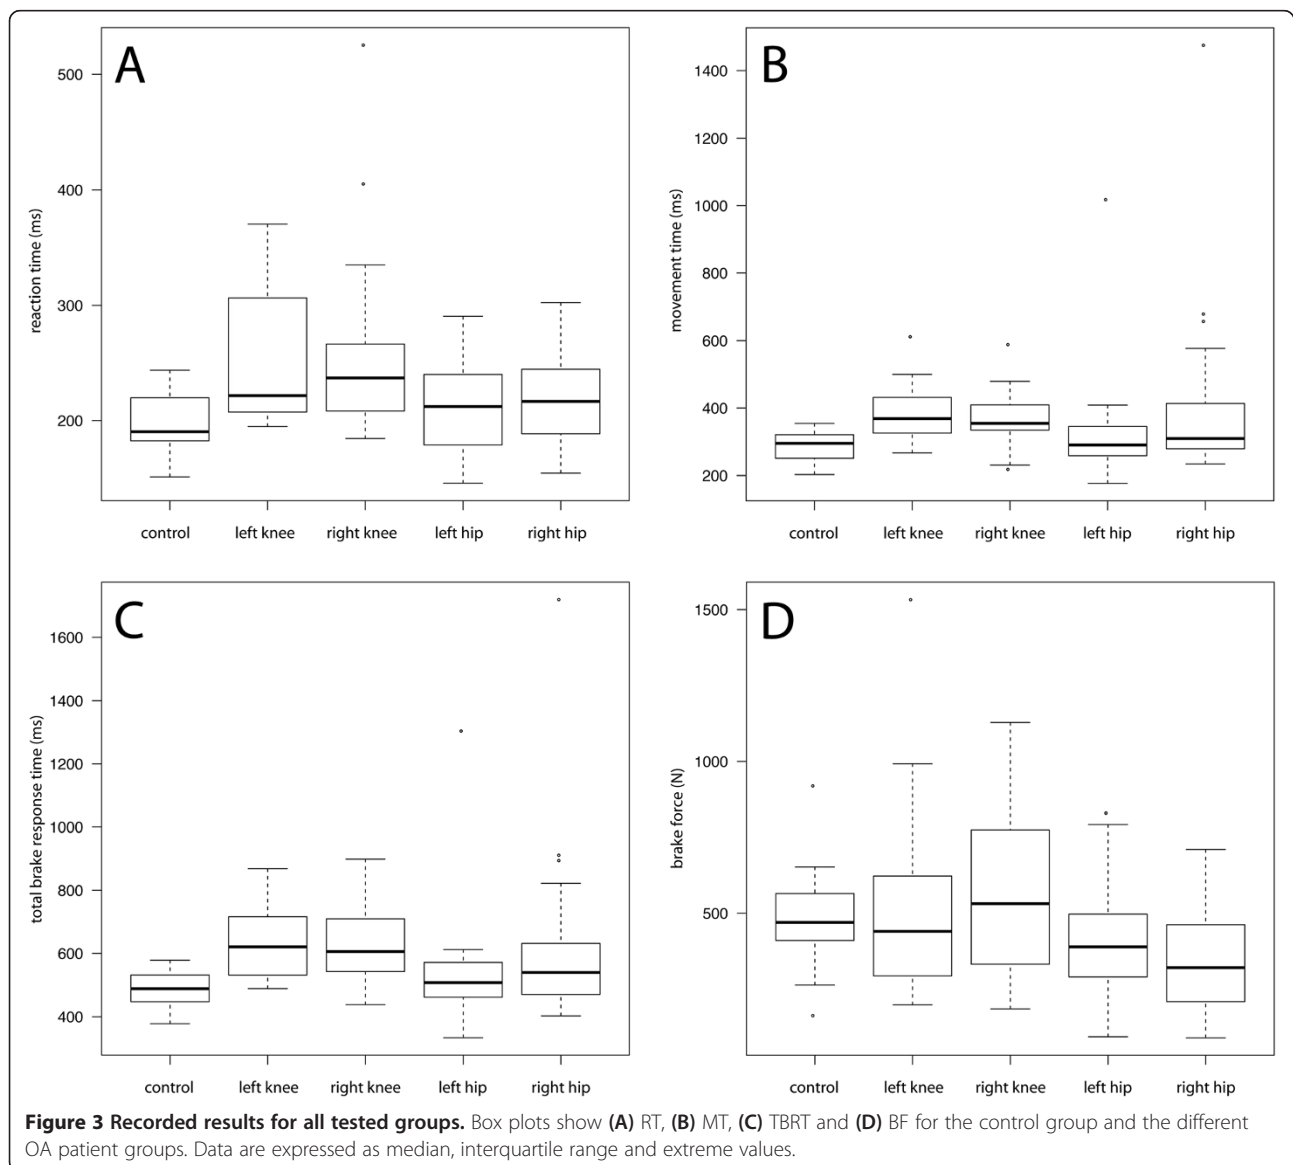 A
500
400
300
200
reaction time (ms)
control left knee right knee left hip right hip
B
1400
1200
1000
800
600
400
200
movement time (ms)
control left knee right knee left hip right hip
C
1600
1400
1200
1000
800
600
400
total brake response time (ms)
control left knee right knee left hip right hip
D
1500
1000
500
brake force (N)
control left knee right knee left hip right hip
Figure 3 Recorded results for all tested groups. Box plots show (A) RT, (B) MT, (C) TBRT and (D) BF for the control group and the different
OA patient groups. Data are expressed as median, interquartile range and extreme values.